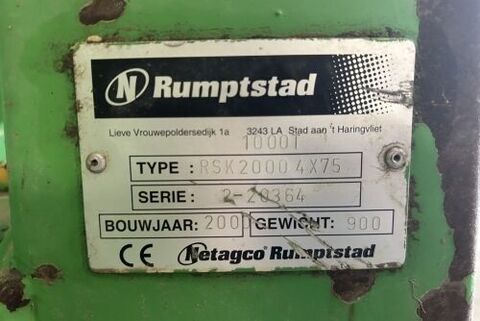 N Rumptstad
Lieve Vrouwepoldersedijk 1a 3243 LA Stad aan 't Haringvliet
10001
TYPE : RSK2000 4X75
SERIE : 2-20364
BOUWJAAR: 2000 GEWICHT: 900
CE Netagco Rumptstad